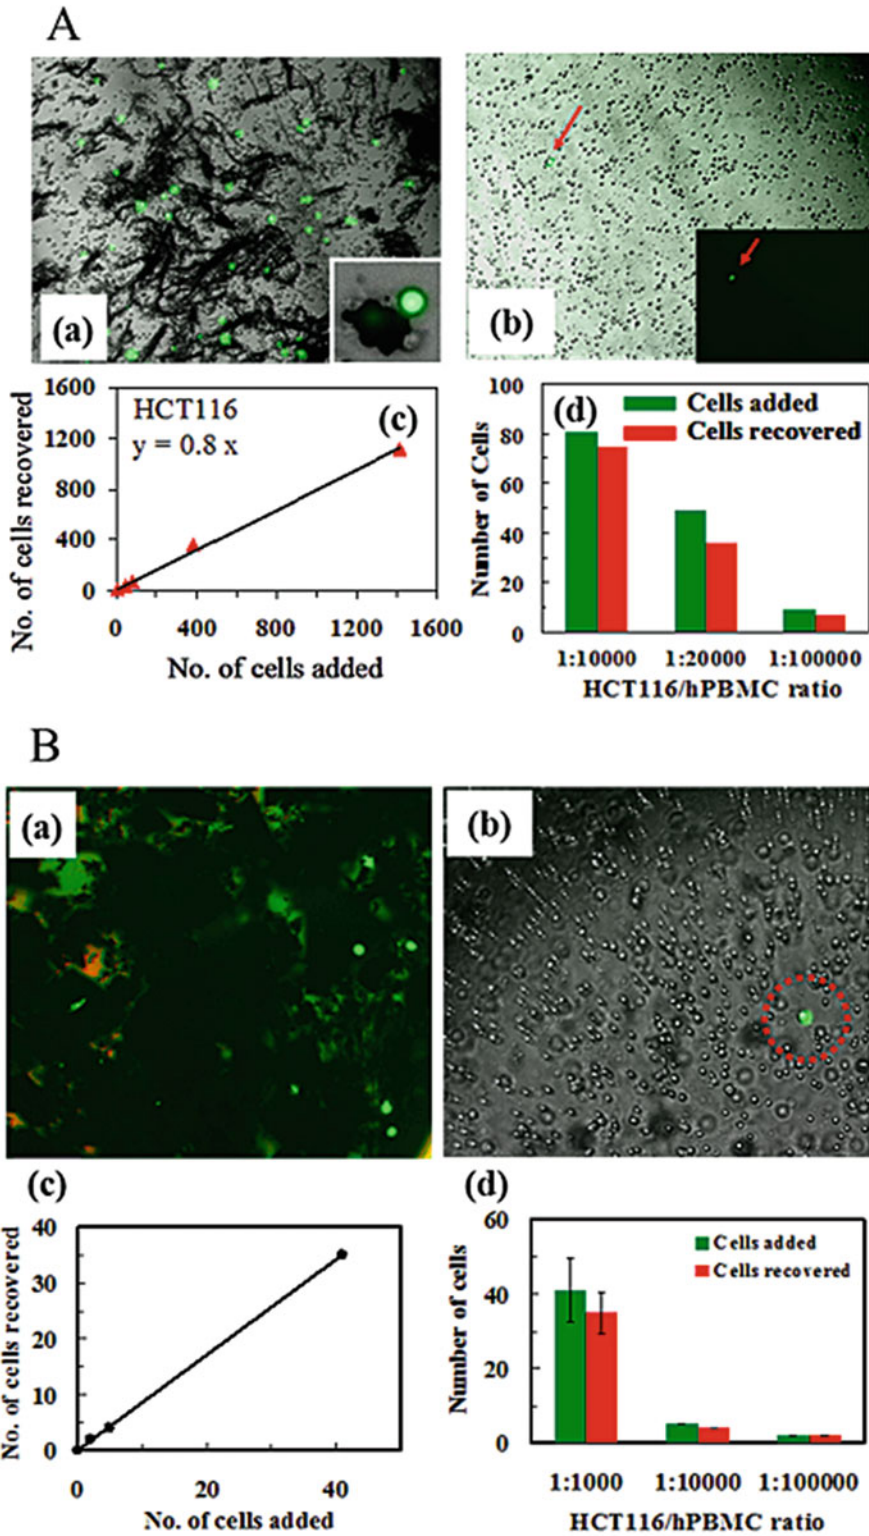 A
(a)
(b)
1600
1200
800
400
0
No. of cells recovered
HCT116
y = 0.8 x
(c)
0 400 800 1200 1600
No. of cells added
100
80
60
40
20
0
Number of Cells
(d)
Cells added
Cells recovered
1:10000 1:20000 1:100000
HCT116/hPBMC ratio
B
(a)
(b)
(c)
40
30
20
10
0
No. of cells recovered
0 20 40
No. of cells added
(d)
60
40
20
0
Number of cells
Cells added
Cells recovered
1:1000 1:10000 1:100000
HCT116/hPBMC ratio